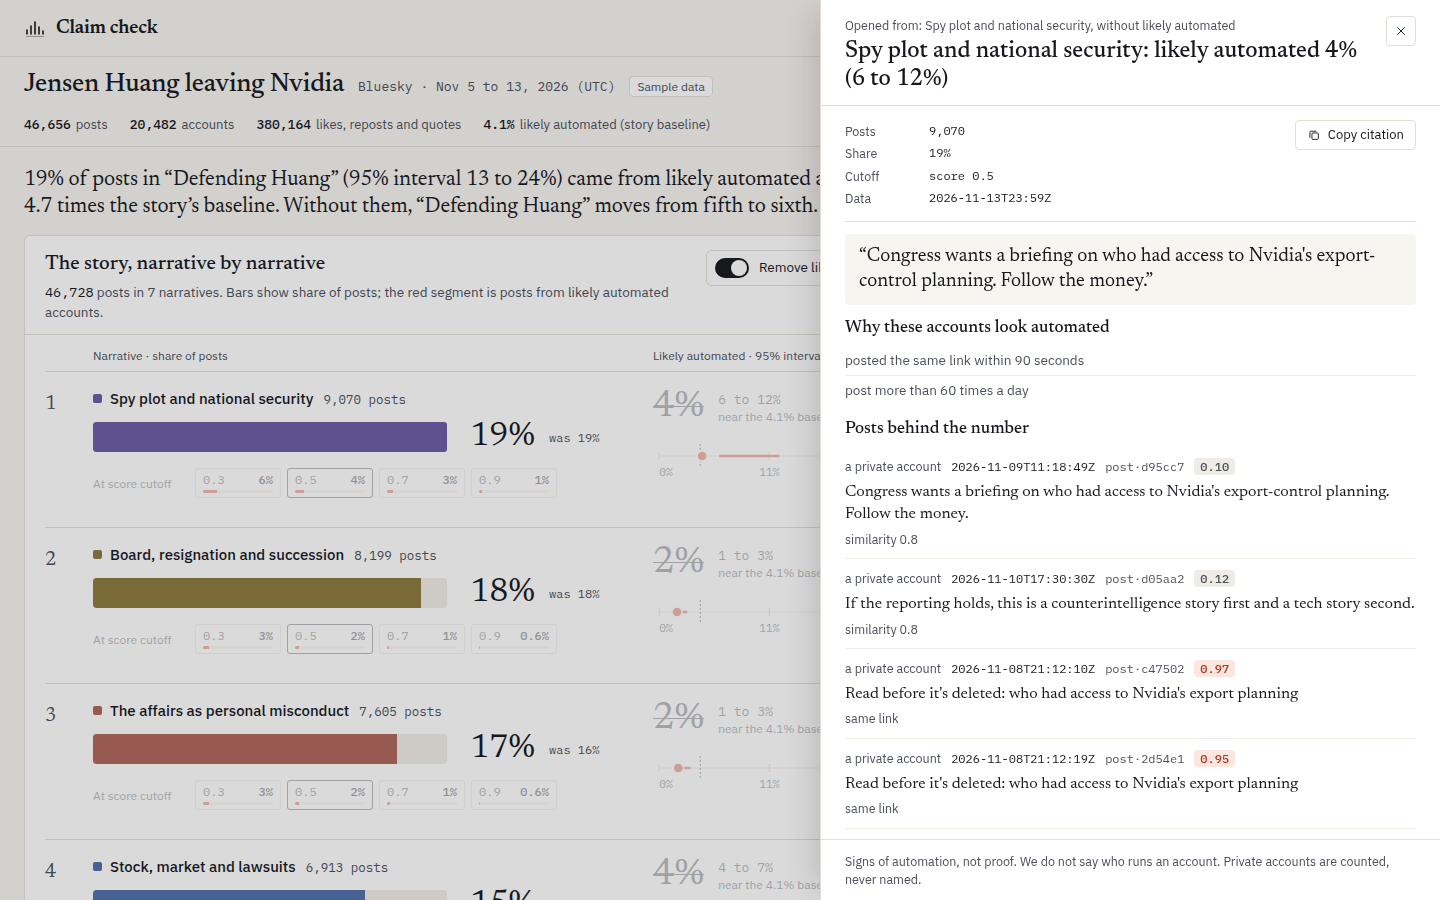 Claim check
Jensen Huang leaving Nvidia Bluesky · Nov 5 to 13, 2026 (UTC) Sample data
46,656 posts 20,482 accounts 380,164 likes, reposts and quotes 4.1% likely automated (story baseline)
19% of posts in “Defending Huang” (95% interval 13 to 24%) came from likely automated
4.7 times the story’s baseline. Without them, “Defending Huang” moves from fifth to sixth.
The story, narrative by narrative
46,728 posts in 7 narratives. Bars show share of posts; the red segment is posts from likely automated
accounts.
Remove
Narrative · share of posts
Likely automated · 95%
1 Spy plot and national security 9,070 posts
19% was 19%
4% 6 to 12%
near the 4.1%
0% 11%
At score cutoff 0.3 6% 0.5 4% 0.7 3% 0.9 1%
2 Board, resignation and succession 8,199 posts
18% was 18%
2% 1 to 3%
near the 4.1%
0% 11%
At score cutoff 0.3 3% 0.5 2% 0.7 1% 0.9 0.6%
3 The affairs as personal misconduct 7,605 posts
17% was 16%
2% 1 to 3%
near the 4.1%
0% 11%
At score cutoff 0.3 3% 0.5 2% 0.7 1% 0.9 0.6%
4 Stock, market and lawsuits 6,913 posts
15%
4% 4 to 7%
near the 4.1%
Opened from: Spy plot and national security, without likely automated
Spy plot and national security: likely automated 4%
(6 to 12%)
Posts 9,070
Share 19%
Cutoff score 0.5
Data 2026-11-13T23:59Z
Copy citation
“Congress wants a briefing on who had access to Nvidia's export-
control planning. Follow the money.”
Why these accounts look automated
posted the same link within 90 seconds
post more than 60 times a day
Posts behind the number
a private account 2026-11-09T11:18:49Z post·d95cc7 0.10
Congress wants a briefing on who had access to Nvidia's export-control planning.
Follow the money.
similarity 0.8
a private account 2026-11-10T17:30:30Z post·d05aa2 0.12
If the reporting holds, this is a counterintelligence story first and a tech story second.
similarity 0.8
a private account 2026-11-08T21:12:10Z post·c47502 0.97
Read before it's deleted: who had access to Nvidia's export planning
same link
a private account 2026-11-08T21:12:19Z post·2d54e1 0.95
Read before it's deleted: who had access to Nvidia's export planning
same link
Signs of automation, not proof. We do not say who runs an account. Private accounts are counted,
never named.